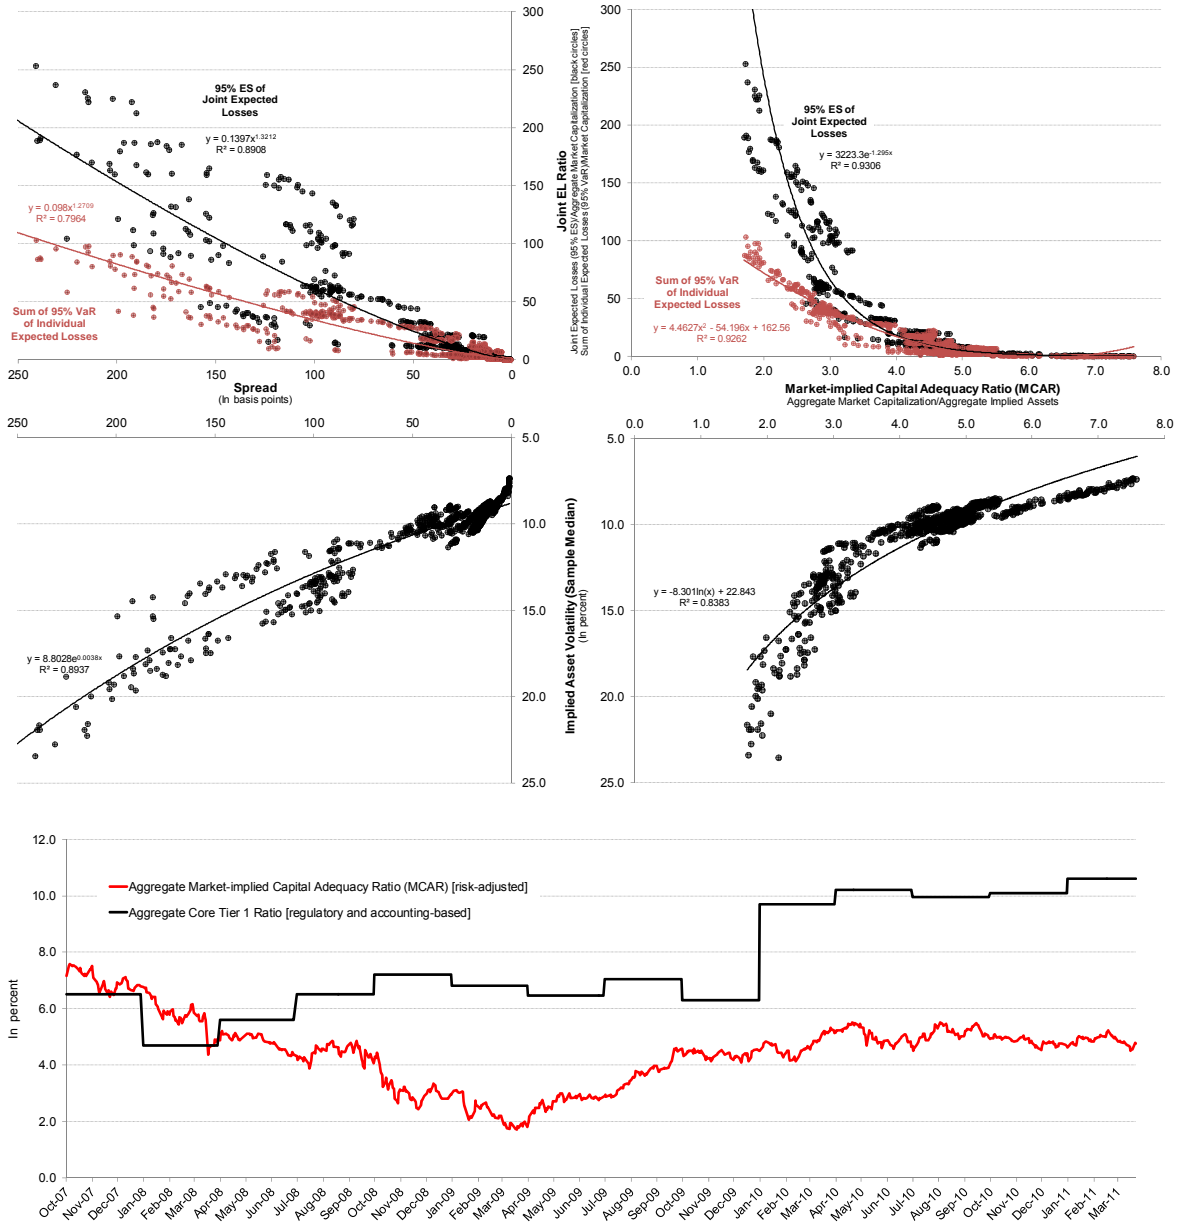 300
250
200
150
100
50
0
95% ES of
Joint Expected
Losses
y = 0.1397x^1.3212
R² = 0.8908
y = 0.098x^1.2709
R² = 0.7964
Sum of 95% VaR
of Individual
Expected Losses
250
200
150
100
50
0
Spread
(In basis points)
Joint EL Ratio
Joint Expected Losses (95% ES)/Aggregate Market Capitalization [black circles]
Sum of Individual Expected Losses (95% VaR)/Market Capitalization [red circles]
300
250
200
150
100
50
0
95% ES of
Joint Expected
Losses
y = 3223.3e^-1.295x
R² = 0.9306
Sum of 95% VaR
of Individual
Expected Losses
y = 4.4627x² - 54.196x + 162.56
R² = 0.9262
0.0
1.0
2.0
3.0
4.0
5.0
6.0
7.0
8.0
Market-implied Capital Adequacy Ratio (MCAR)
Aggregate Market Capitalization/Aggregate Implied Assets
250
200
150
100
50
0
5.0
10.0
15.0
20.0
25.0
y = 8.8028e^0.0038x
R² = 0.8937
Implied Asset Volatility (Sample Median)
(In percent)
0.0
1.0
2.0
3.0
4.0
5.0
6.0
7.0
8.0
5.0
10.0
15.0
20.0
25.0
y = -8.301ln(x) + 22.843
R² = 0.8383
12.0
10.0
8.0
6.0
4.0
2.0
0.0
In percent
Aggregate Market-implied Capital Adequacy Ratio (MCAR) [risk-adjusted]
Aggregate Core Tier 1 Ratio [regulatory and accounting-based]
Oct-07
Nov-07
Dec-07
Jan-08
Feb-08
Mar-08
Apr-08
May-08
Jun-08
Jul-08
Aug-08
Sep-08
Oct-08
Nov-08
Dec-08
Jan-09
Feb-09
Mar-09
Apr-09
May-09
Jun-09
Jul-09
Aug-09
Sep-09
Oct-09
Nov-09
Dec-09
Jan-10
Feb-10
Mar-10
Apr-10
May-10
Jun-10
Jul-10
Aug-10
Sep-10
Oct-10
Nov-10
Dec-10
Jan-11
Feb-11
Mar-11